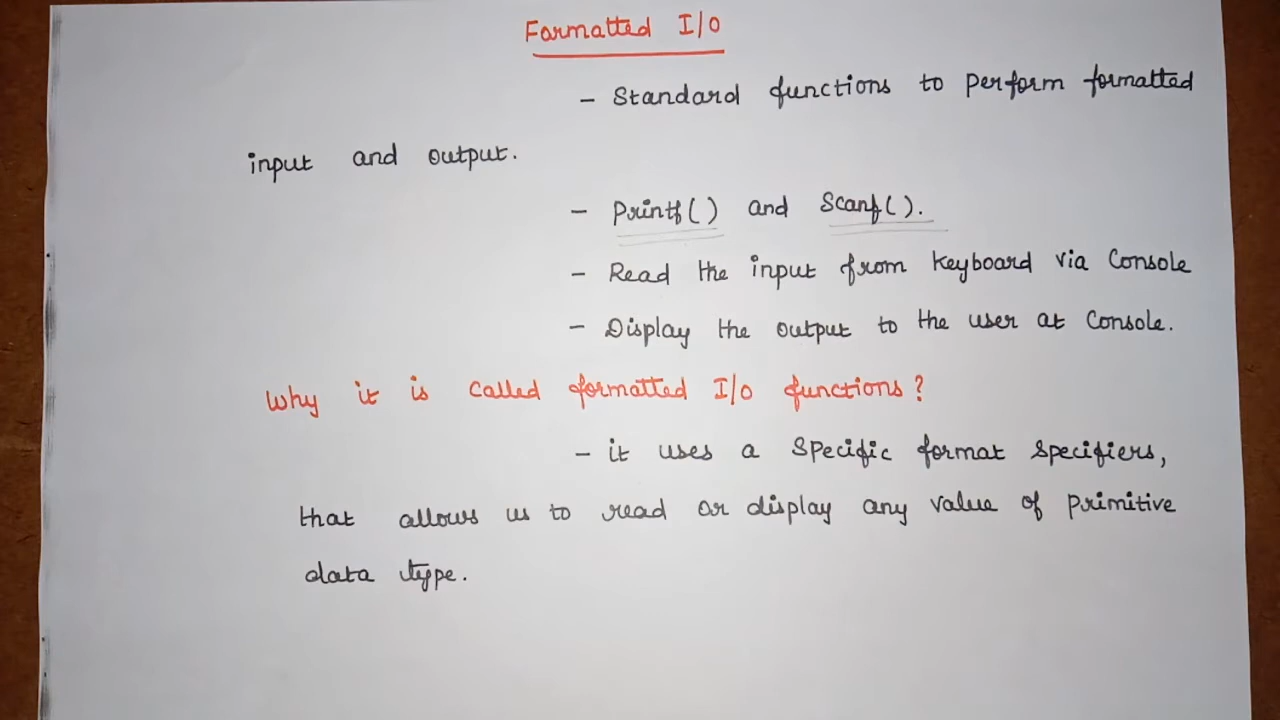 Formatted I/O
- Standard functions to perform formatted
input and output.
- Printf() and Scanf().
- Read the input from keyboard via Console
- Display the output to the user at Console.
Why it is called formatted I/O functions?
- it uses a specific format specifiers,
that allows us to read or display any value of primitive
data type.